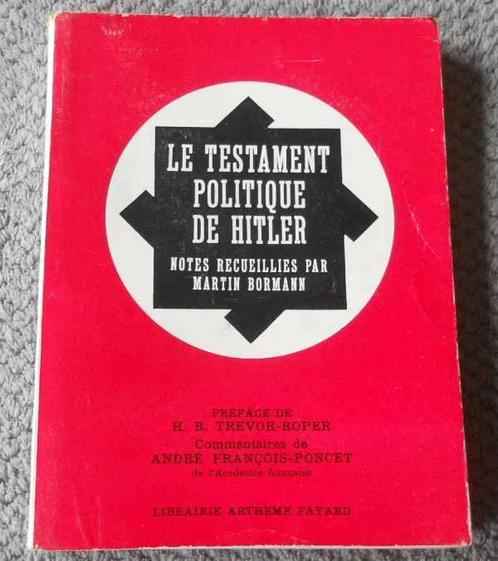 LE TESTAMENT
POLITIQUE
DE HITLER
NOTES RECUEILLIES PAR
MARTIN BORMANN
PRÉFACE DE
H. R. TREVOR-ROPER
Commentaires de
ANDRÉ FRANÇOIS-PONCET
de l'Académie française
LIBRAIRIE ARTHÈME FAYARD